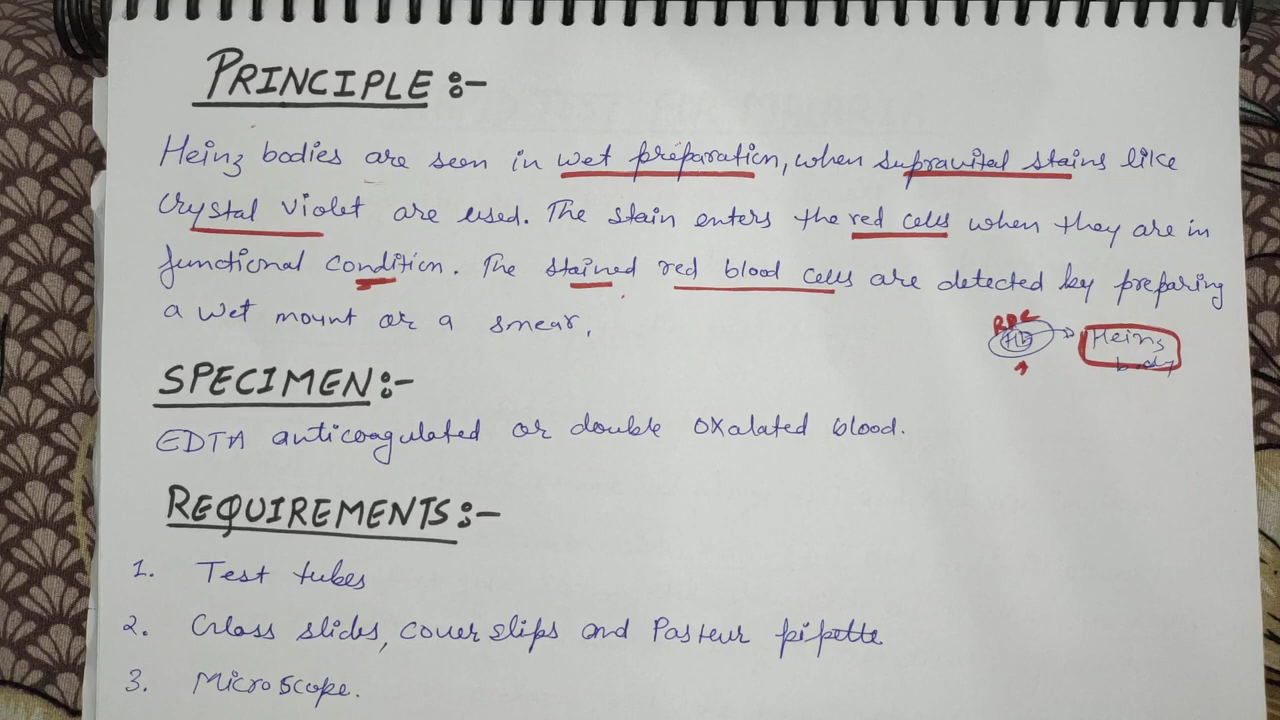 PRINCIPLE :-
Heinz bodies are seen in wet preparation, when supravital stains like
Crystal violet are used. The stain enters the red cells when they are in
functional condition. The stained red blood cells are detected by preparing
a wet mount or a smear.
RBC
Hb
Heinz
body
SPECIMEN :-
EDTA anticoagulated or double oxalated blood.
REQUIREMENTS :-
1. Test tubes
2. Glass slides, cover slips and Pasteur pipette
3. Microscope.